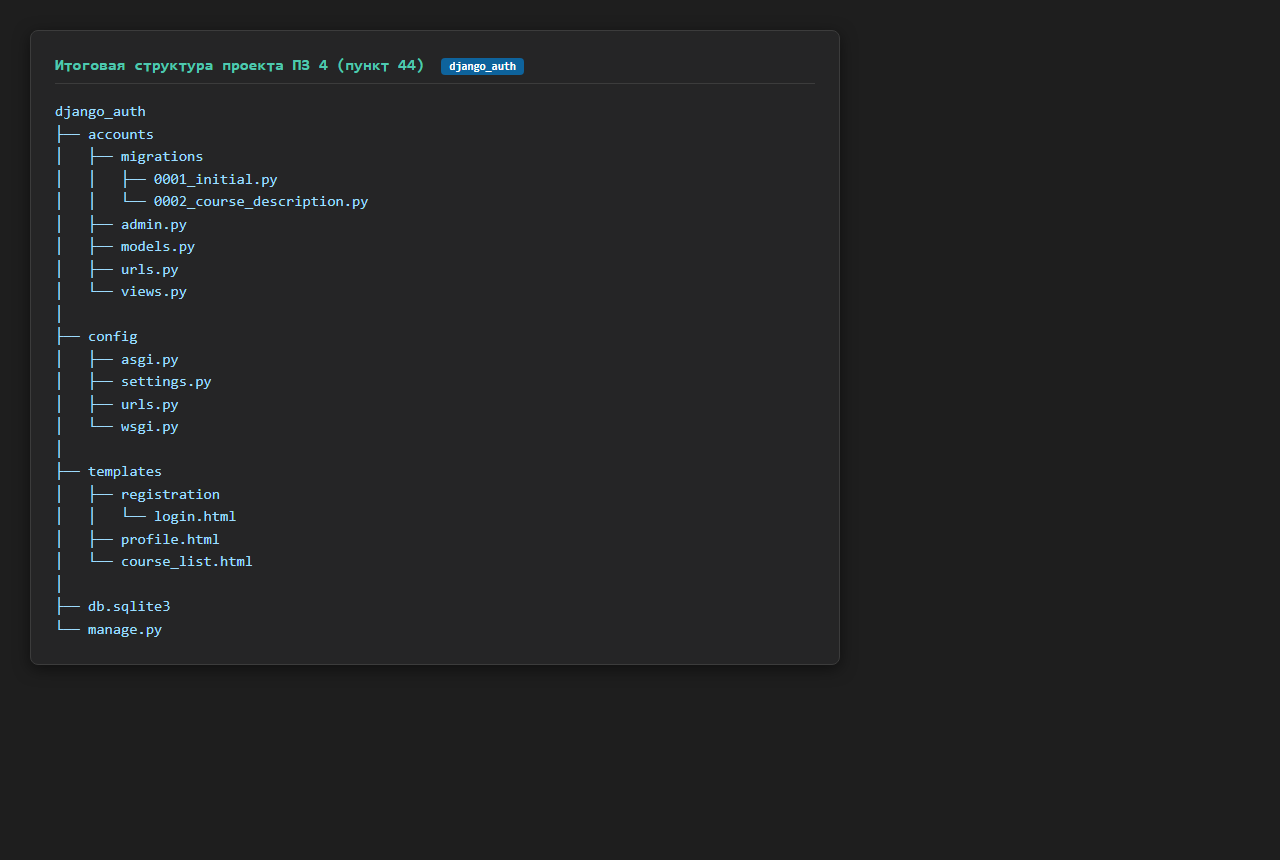 Итоговая структура проекта ПЗ 4 (пункт 44) django_auth
django_auth
├── accounts
│   ├── migrations
│   │   ├── 0001_initial.py
│   │   └── 0002_course_description.py
│   ├── admin.py
│   ├── models.py
│   ├── urls.py
│   └── views.py
│
├── config
│   ├── asgi.py
│   ├── settings.py
│   ├── urls.py
│   └── wsgi.py
│
├── templates
│   ├── registration
│   │   └── login.html
│   ├── profile.html
│   └── course_list.html
│
├── db.sqlite3
└── manage.py